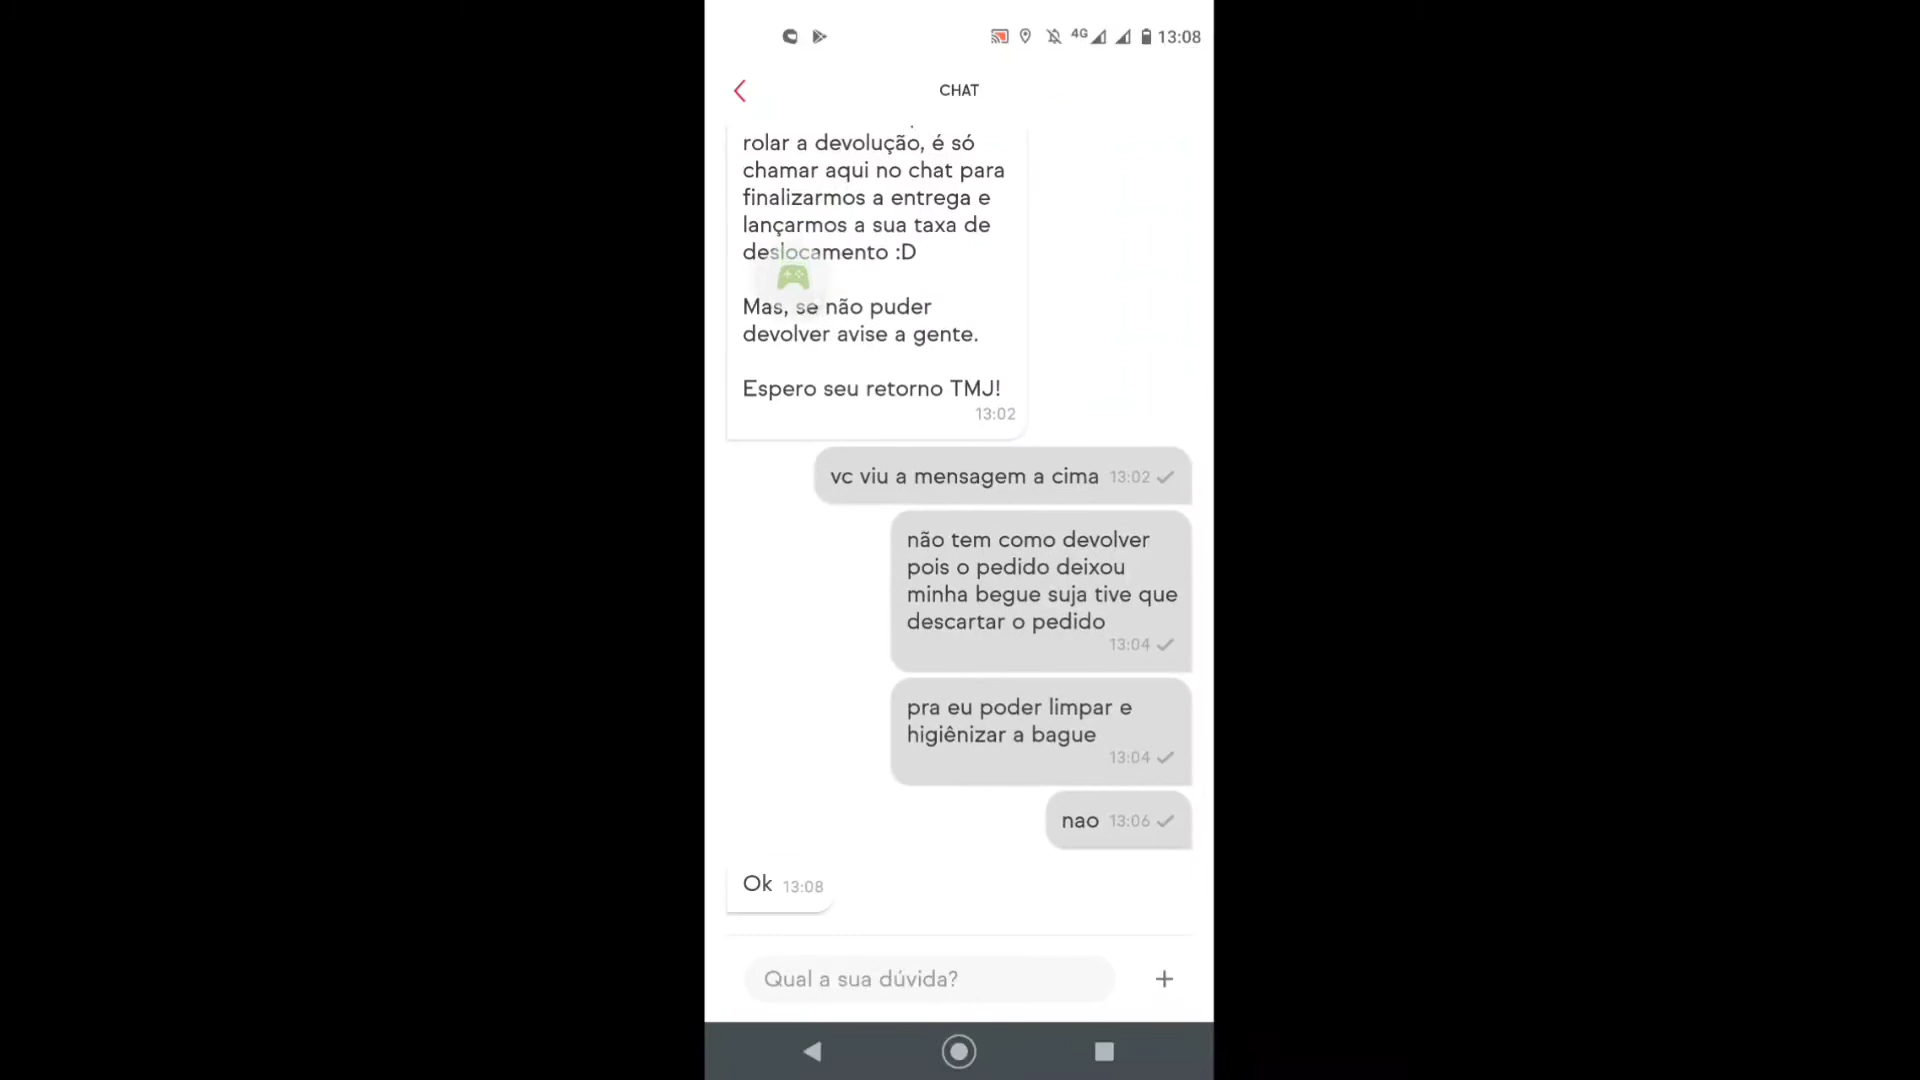 4G 13:08
CHAT
rolar a devolução, é só
chamar aqui no chat para
finalizarmos a entrega e
lançarmos a sua taxa de
deslocamento :D
Mas, se não puder
devolver avise a gente.
Espero seu retorno TMJ!
13:02
vc viu a mensagem a cima 13:02
não tem como devolver
pois o pedido deixou
minha begue suja tive que
descartar o pedido
13:04
pra eu poder limpar e
higiênizar a bague
13:04
nao 13:06
Ok 13:08
Qual a sua dúvida?